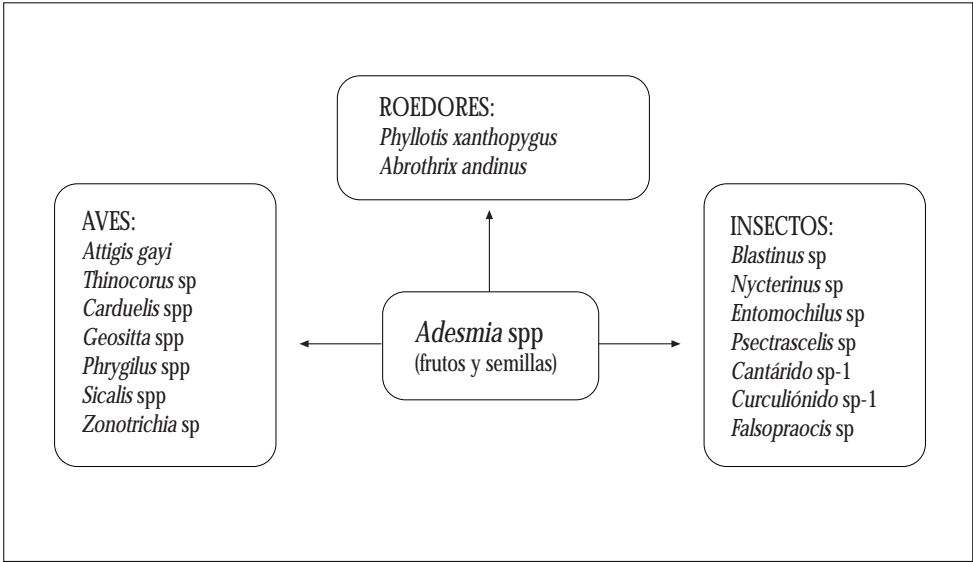 ROEDORES:
Phyllotis xanthopygus
Abrothrix andinus
AVES:
Attigis gayi
Thinocorus sp
Carduelis spp
Geositta spp
Phrygilus spp
Sicalis spp
Zonotrichia sp
Adesmia spp
(frutos y semillas)
INSECTOS:
Blastinus sp
Nycterinus sp
Entomochilus sp
Psectrascelis sp
Cantárido sp-1
Curculiónido sp-1
Falsopraocis sp